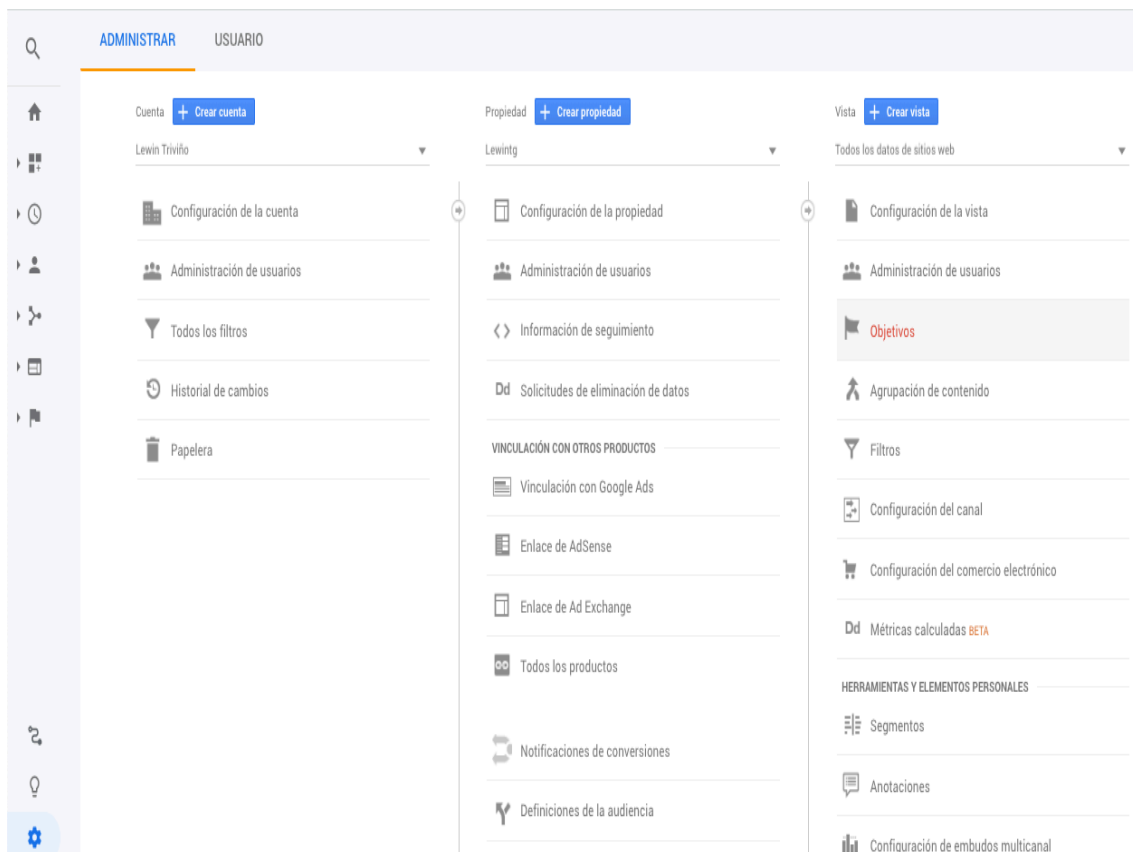 ADMINISTRAR
USUARIO
Cuenta
+ Crear cuenta
Lewin Triviño
Configuración de la cuenta
Administración de usuarios
Todos los filtros
Historial de cambios
Papelera
Propiedad
+ Crear propiedad
Lewintg
Configuración de la propiedad
Administración de usuarios
<> Información de seguimiento
Dd Solicitudes de eliminación de datos
VINCULACIÓN CON OTROS PRODUCTOS
Vinculación con Google Ads
Enlace de AdSense
Enlace de Ad Exchange
Todos los productos
Notificaciones de conversiones
Definiciones de la audiencia
Vista
+ Crear vista
Todos los datos de sitios web
Configuración de la vista
Administración de usuarios
Objetivos
Agrupación de contenido
Filtros
Configuración del canal
Configuración del comercio electrónico
Dd Métricas calculadas BETA
HERRAMIENTAS Y ELEMENTOS PERSONALES
Segmentos
Anotaciones
Configuración de embudos multicanal